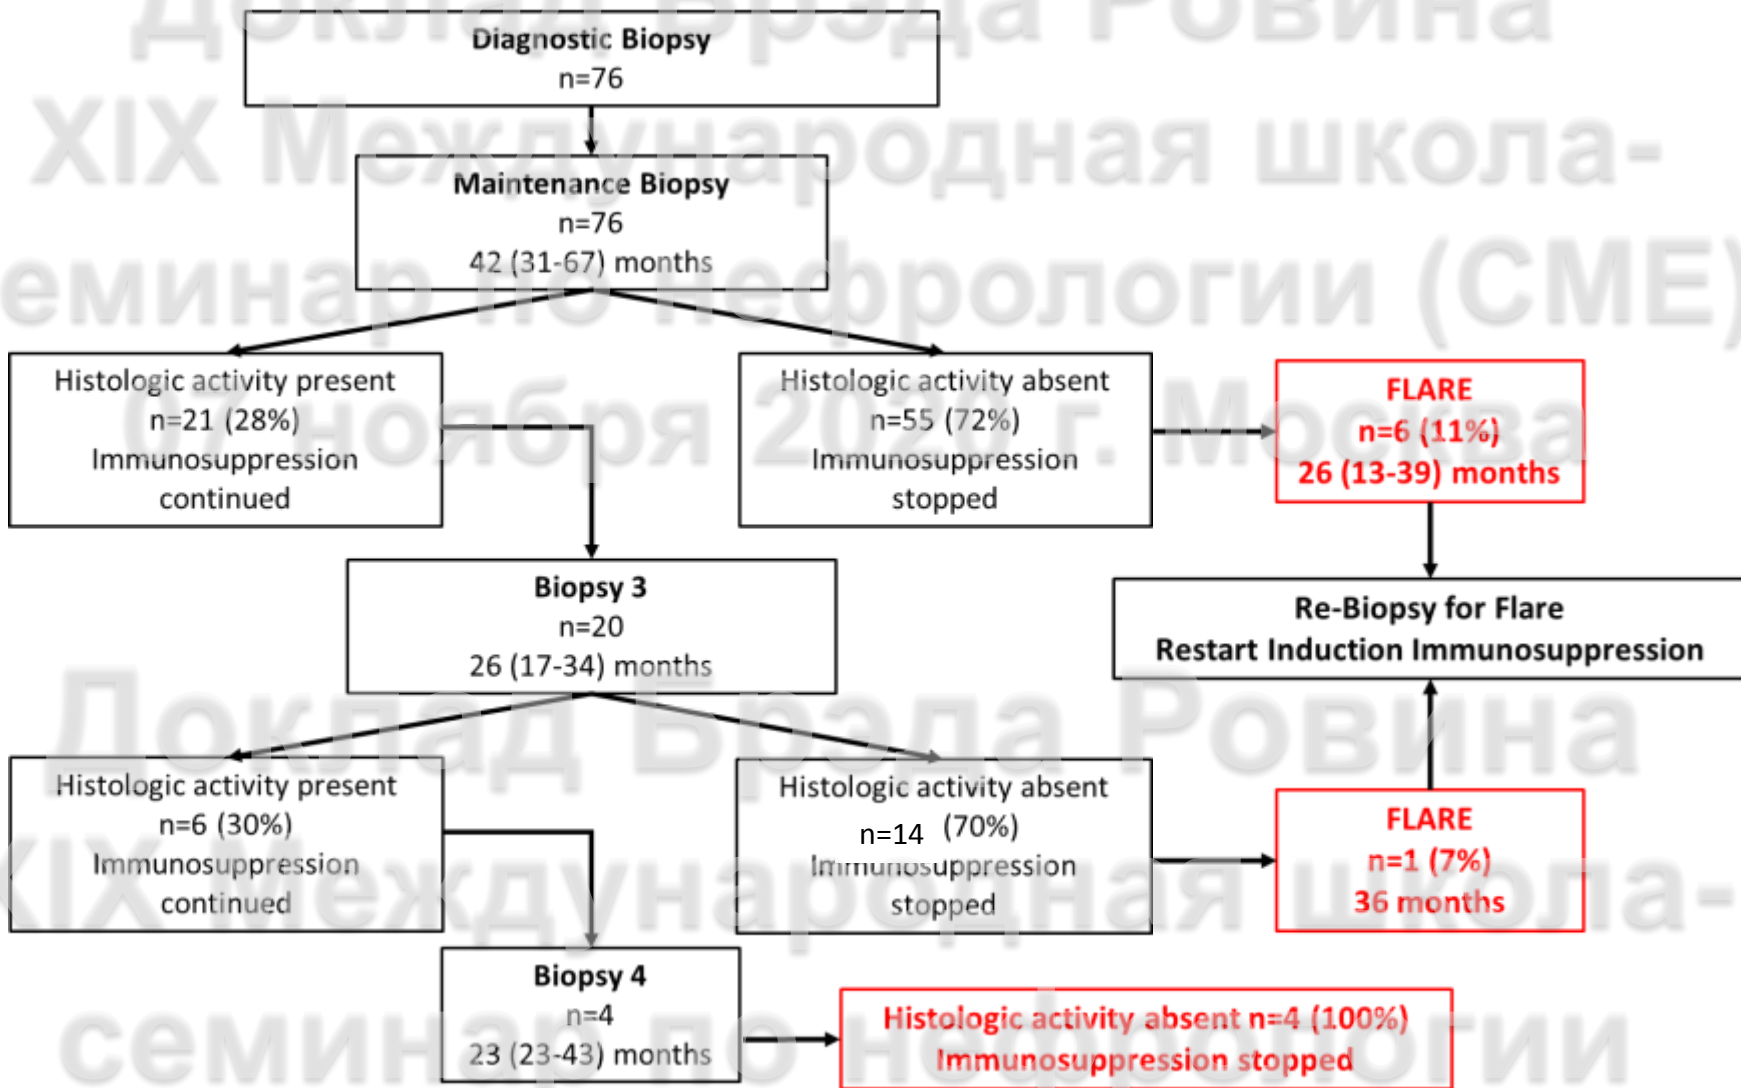 Доклад Брэда Ровина
XIX Международная школа-
семинар по нефрологии (CME)
07 ноября 202 г. Москва
Diagnostic Biopsy
n=76
Maintenance Biopsy
n=76
42 (31-67) months
Histologic activity present
n=21 (28%)
Immunosuppression
continued
Histologic activity absent
n=55 (72%)
Immunosuppression
stopped
FLARE
n=6 (11%)
26 (13-39) months
Biopsy 3
n=20
26 (17-34) months
Re-Biopsy for Flare
Restart Induction Immunosuppression
Histologic activity present
n=6 (30%)
Immunosuppression
continued
Histologic activity absent
n=14 (70%)
Immunosuppression
stopped
FLARE
n=1 (7%)
36 months
Biopsy 4
n=4
23 (23-43) months
Histologic activity absent n=4 (100%)
Immunosuppression stopped
Доклад Брэда Ровина
XIX Международная школа-
семинар по нефрологии